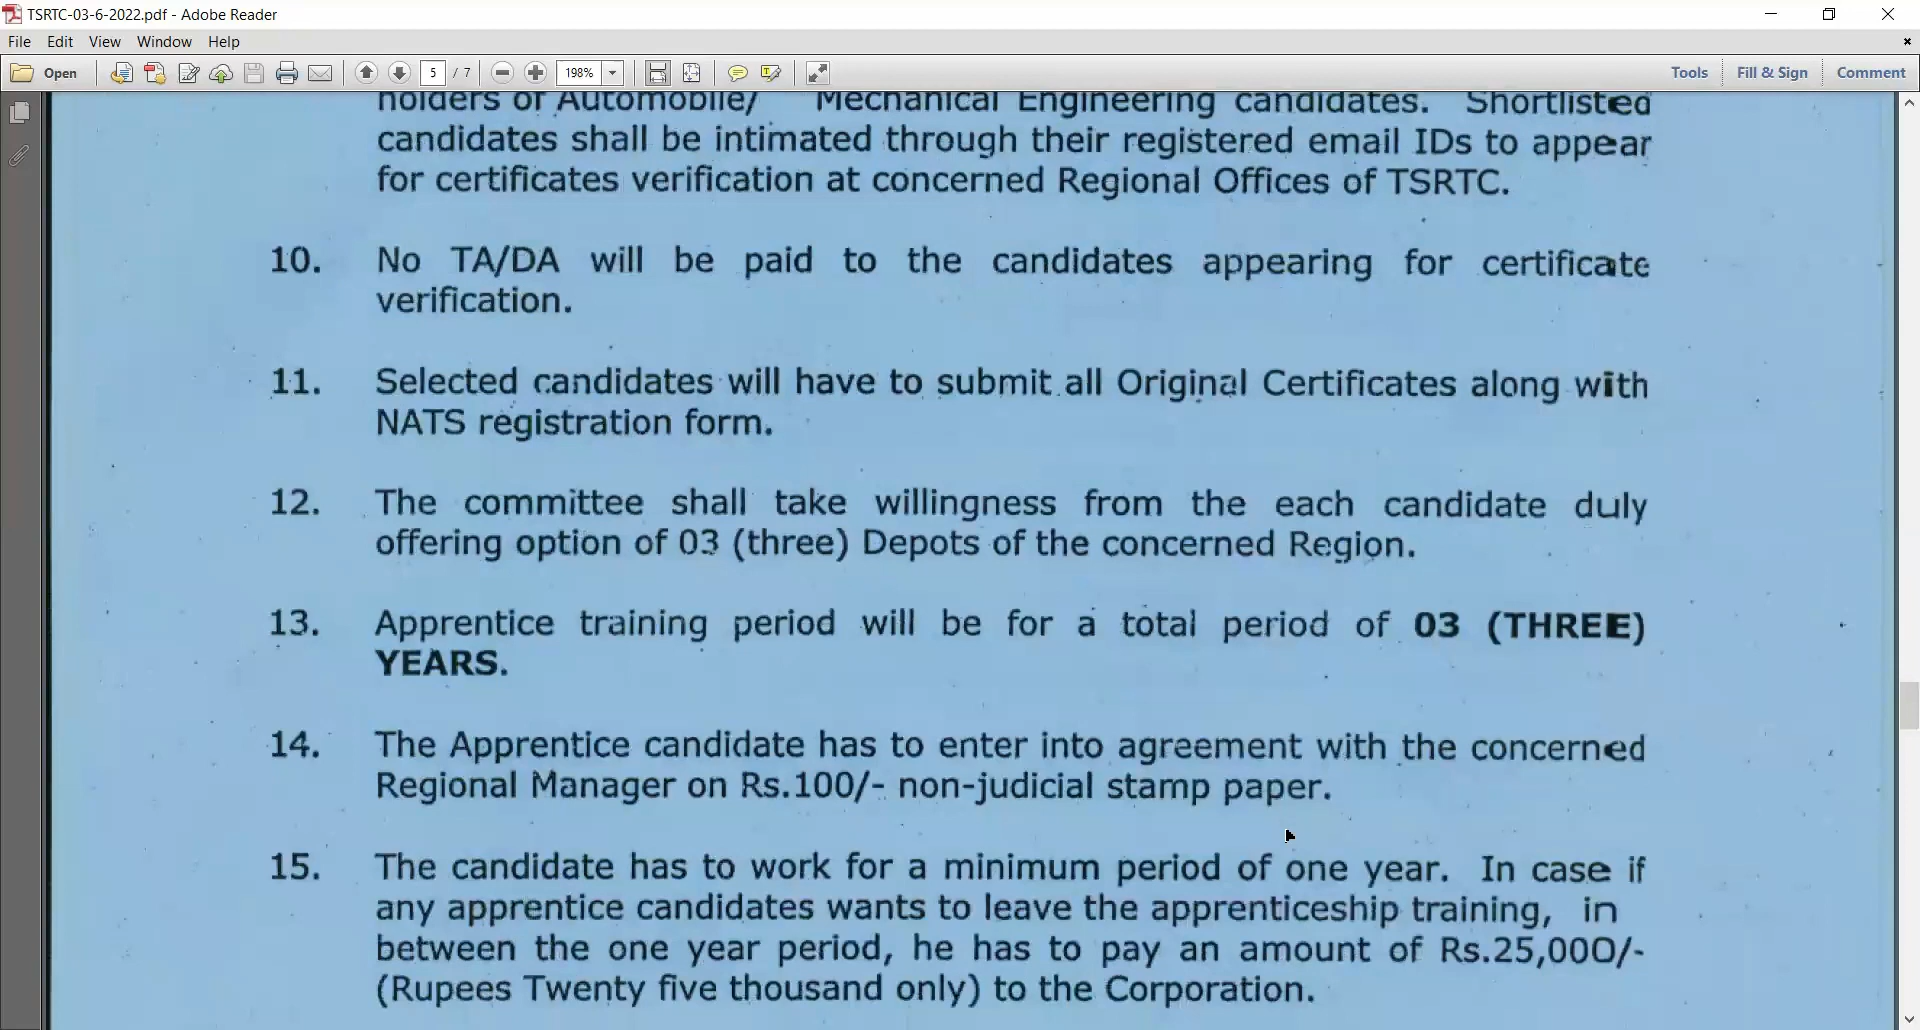 TSRTC-03-6-2022.pdf - Adobe Reader
File Edit View Window Help
Open 5 / 7 198% Tools Fill & Sign Comment
holders of Automobile/ Mechanical Engineering candidates. Shortlisted
candidates shall be intimated through their registered email IDs to appear
for certificates verification at concerned Regional Offices of TSRTC.
10. No TA/DA will be paid to the candidates appearing for certificate
verification.
11. Selected candidates will have to submit all Original Certificates along with
NATS registration form.
12. The committee shall take willingness from the each candidate duly
offering option of 03 (three) Depots of the concerned Region.
13. Apprentice training period will be for a total period of 03 (THREE)
YEARS.
14. The Apprentice candidate has to enter into agreement with the concerned
Regional Manager on Rs.100/- non-judicial stamp paper.
15. The candidate has to work for a minimum period of one year. In case if
any apprentice candidates wants to leave the apprenticeship training, in
between the one year period, he has to pay an amount of Rs.25,000/-
(Rupees Twenty five thousand only) to the Corporation.